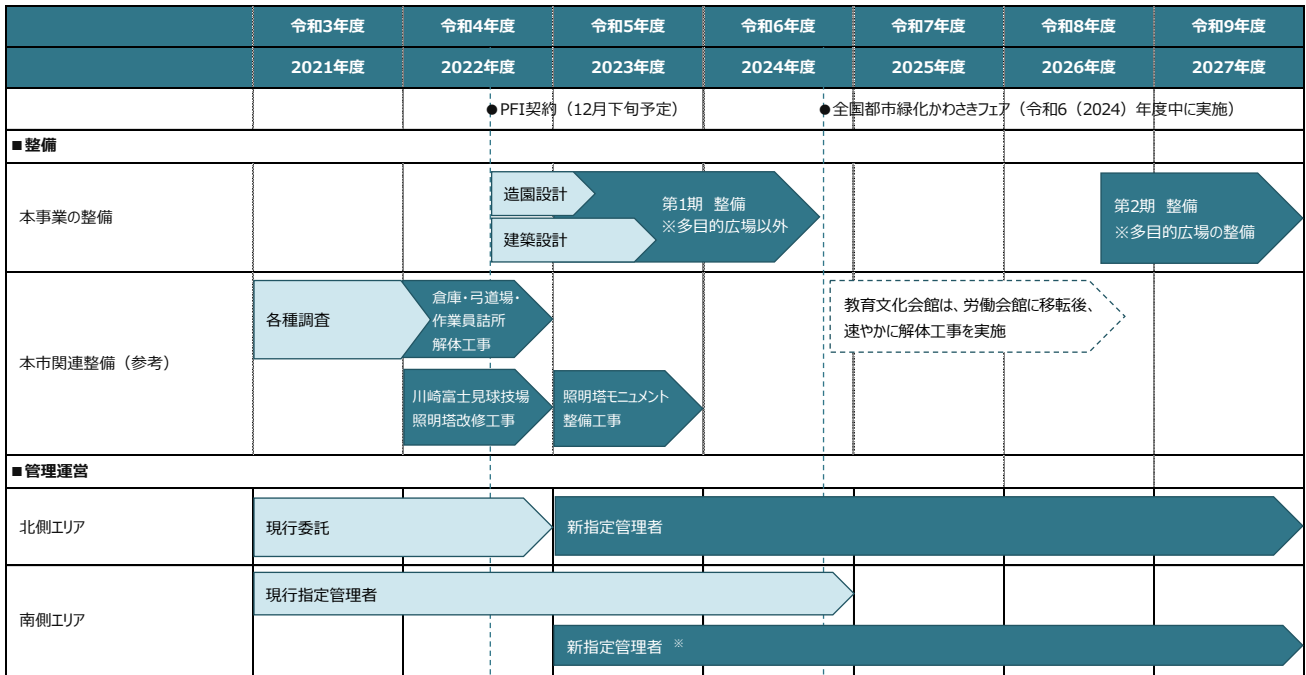 令和3年度 令和4年度 令和5年度 令和6年度 令和7年度 令和8年度 令和9年度
2021年度 2022年度 2023年度 2024年度 2025年度 2026年度 2027年度
●PFI契約（12月下旬予定） ●全国都市緑化かわさきフェア（令和6（2024）年度中に実施）
■整備
本事業の整備
造園設計
建築設計
第1期 整備
※多目的広場以外
第2期 整備
※多目的広場の整備
本市関連整備（参考）
各種調査
倉庫・弓道場・
作業員詰所
解体工事
教育文化会館は、労働会館に移転後、
速やかに解体工事を実施
川崎富士見球技場
照明塔改修工事
照明塔モニュメント
整備工事
■管理運営
北側エリア
現行委託
新指定管理者
南側エリア
現行指定管理者
新指定管理者 ※